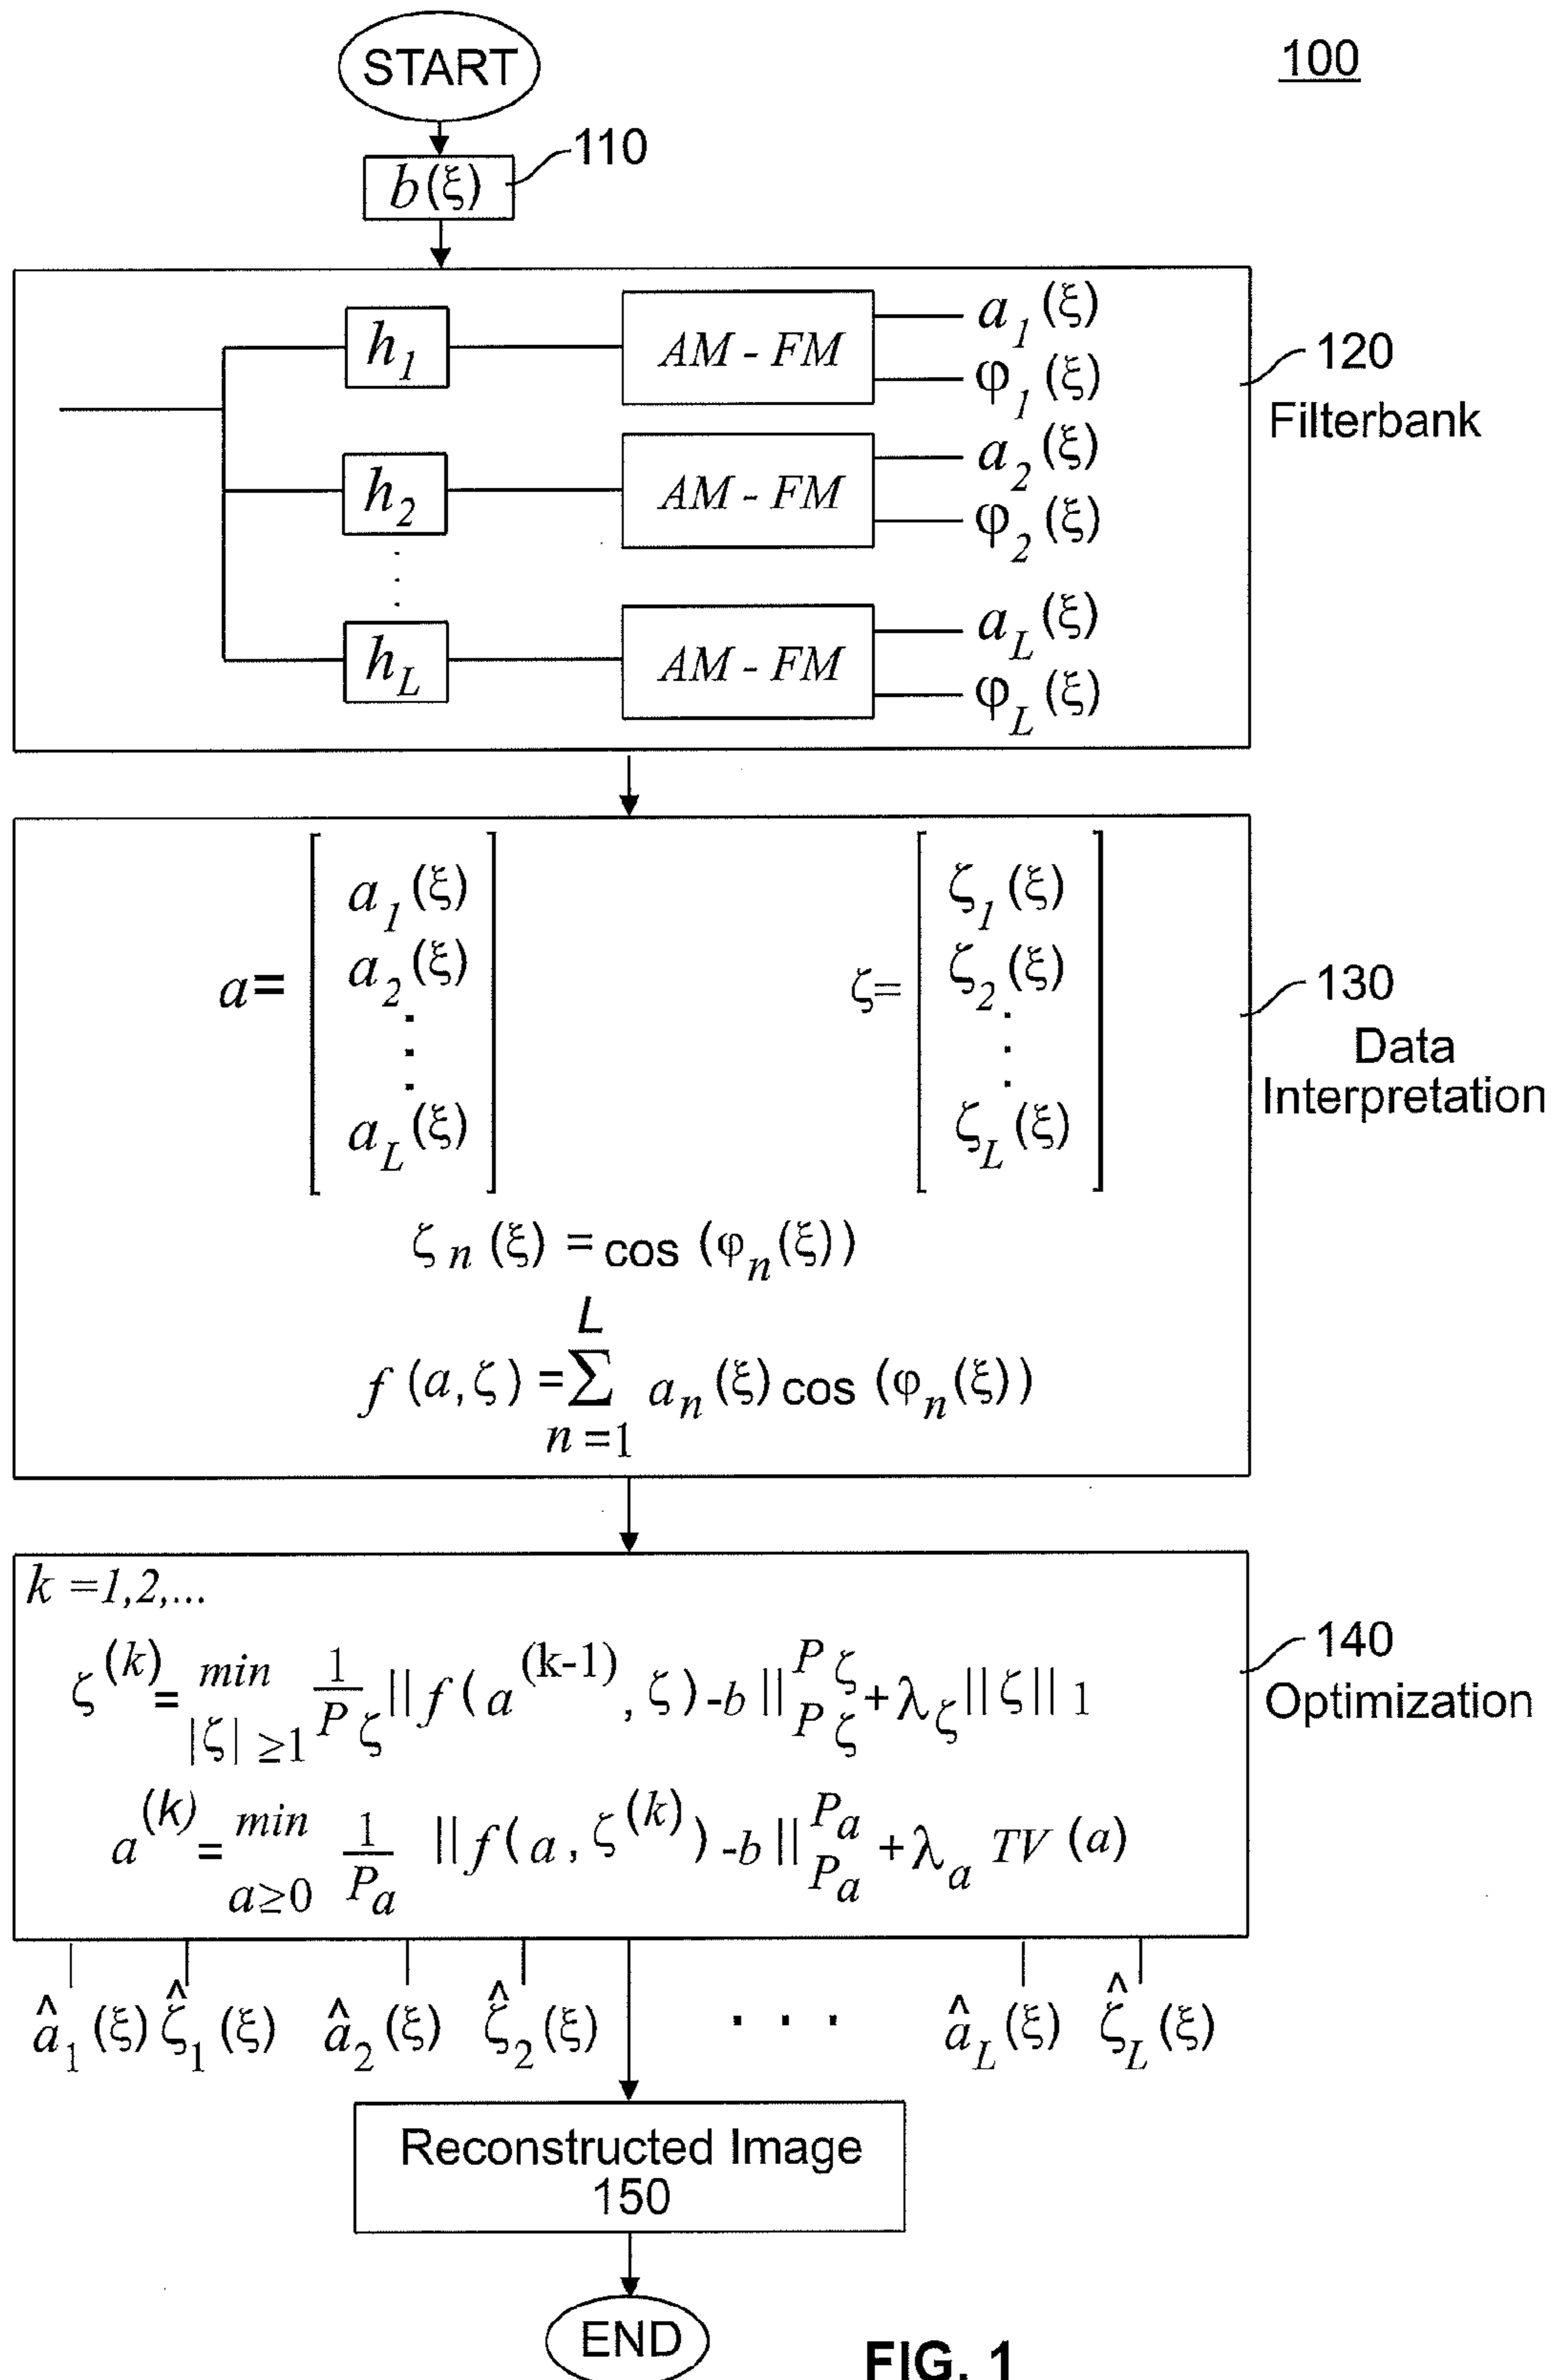 START
100
110
b(ξ)
h1 AM - FM a1(ξ)
φ1(ξ)
120
Filterbank
h2 AM - FM a2(ξ)
φ2(ξ)
hL AM - FM aL(ξ)
φL(ξ)
a= [ a1(ξ) a2(ξ) ... aL(ξ) ]
ζ= [ ζ1(ξ) ζ2(ξ) ... ζL(ξ) ]
130
Data
Interpretation
ζn(ξ) = cos (φn(ξ))
f(a,ζ) = Σ_{n=1}^{L} an(ξ) cos (φn(ξ))
k =1,2,...
ζ^(k) = min_{|ζ| ≥1} 1/Pζ ||f(a^(k-1), ζ) -b||_{Pζ}^{Pζ} + λζ ||ζ||1
140
Optimization
a^(k) = min_{a≥0} 1/Pa ||f(a, ζ^(k)) -b||_{Pa}^{Pa} + λa TV (a)
â1(ξ) ζ̂1(ξ) â2(ξ) ζ̂2(ξ) . . . âL(ξ) ζ̂L(ξ)
Reconstructed Image
150
END
FIG. 1